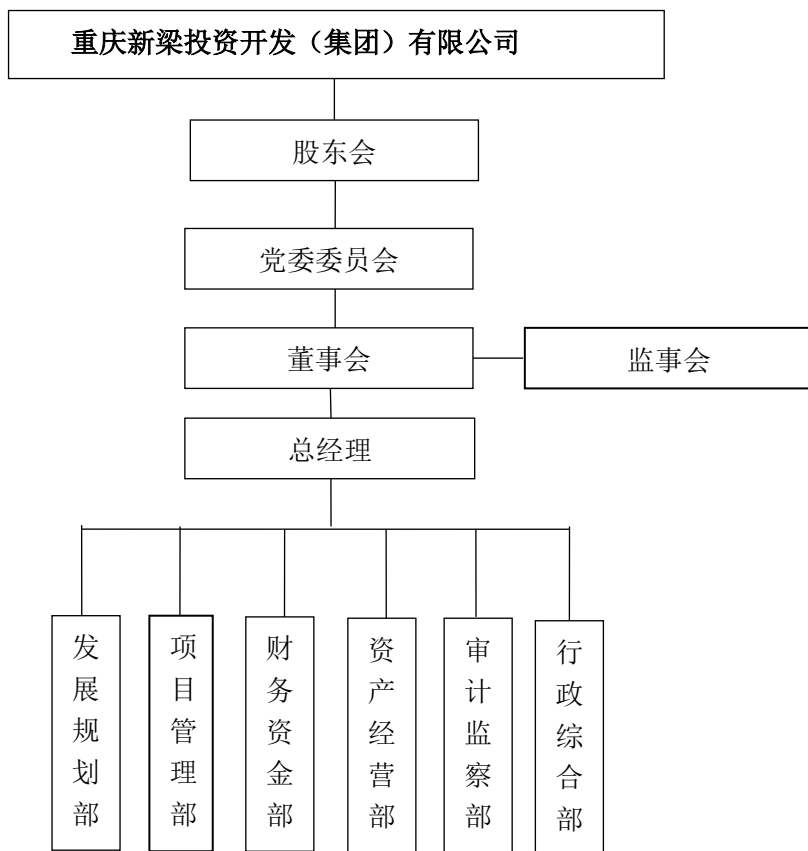 重庆新梁投资开发（集团）有限公司
股东会
党委委员会
董事会
监事会
总经理
发展规划部
项目管理部
财务资金部
资产经营部
审计监察部
行政综合部